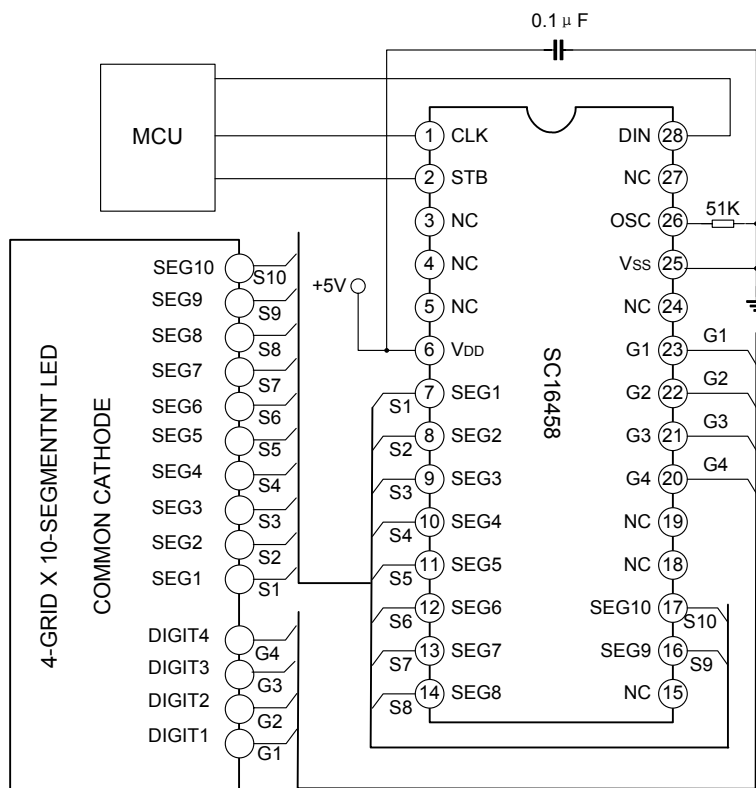 0.1 μF
MCU
1 CLK
2 STB
3 NC
4 NC
5 NC
6 VDD
S1 7 SEG1
S2 8 SEG2
S3 9 SEG3
S4 10 SEG4
S5 11 SEG5
S6 12 SEG6
S7 13 SEG7
S8 14 SEG8
+5V
SC16458
DIN 28
NC 27
OSC 26 51K
VSS 25
NC 24
G1 23 G1
G2 22 G2
G3 21 G3
G4 20 G4
NC 19
NC 18
SEG10 17 S10
SEG9 16 S9
NC 15
4-GRID X 10-SEGMENTNT LED
COMMON CATHODE
SEG10 S10
SEG9 S9
SEG8 S8
SEG7 S7
SEG6 S6
SEG5 S5
SEG4 S4
SEG3 S3
SEG2 S2
SEG1 S1
DIGIT4 G4
DIGIT3 G3
DIGIT2 G2
DIGIT1 G1